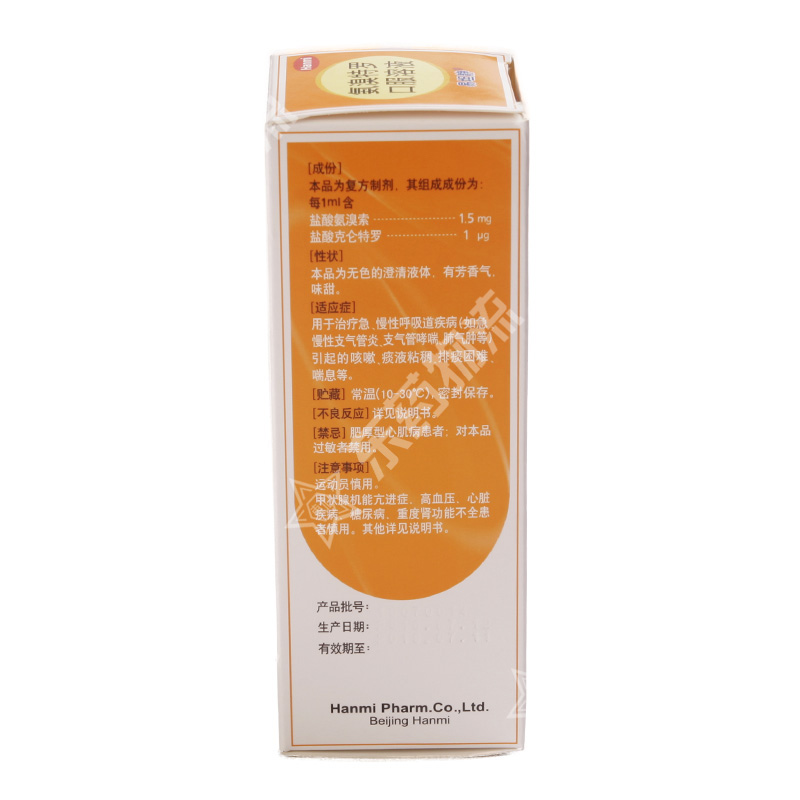 Hanmi
氨溴特罗
口服溶液
[成份]
本品为复方制剂，其组成成份为：
每1ml含
盐酸氨溴索 1.5 mg
盐酸克仑特罗 1 μg
[性状]
本品为无色的澄清液体，有芳香气，
味甜。
[适应症]
用于治疗急、慢性呼吸道疾病(如急、
慢性支气管炎、支气管哮喘、肺气肿等)
引起的咳嗽、痰液粘稠、排痰困难、
喘息等。
[贮藏] 常温(10-30℃)，密封保存。
[不良反应] 详见说明书。
[禁忌] 肥厚型心肌病患者；对本品
过敏者禁用。
[注意事项]
运动员慎用。
甲状腺机能亢进症、高血压、心脏
疾病、糖尿病、重度肾功能不全患
者慎用。其他详见说明书。
产品批号：
生产日期：
有效期至：
Hanmi Pharm.Co.,Ltd.
Beijing Hanmi
乐药物流